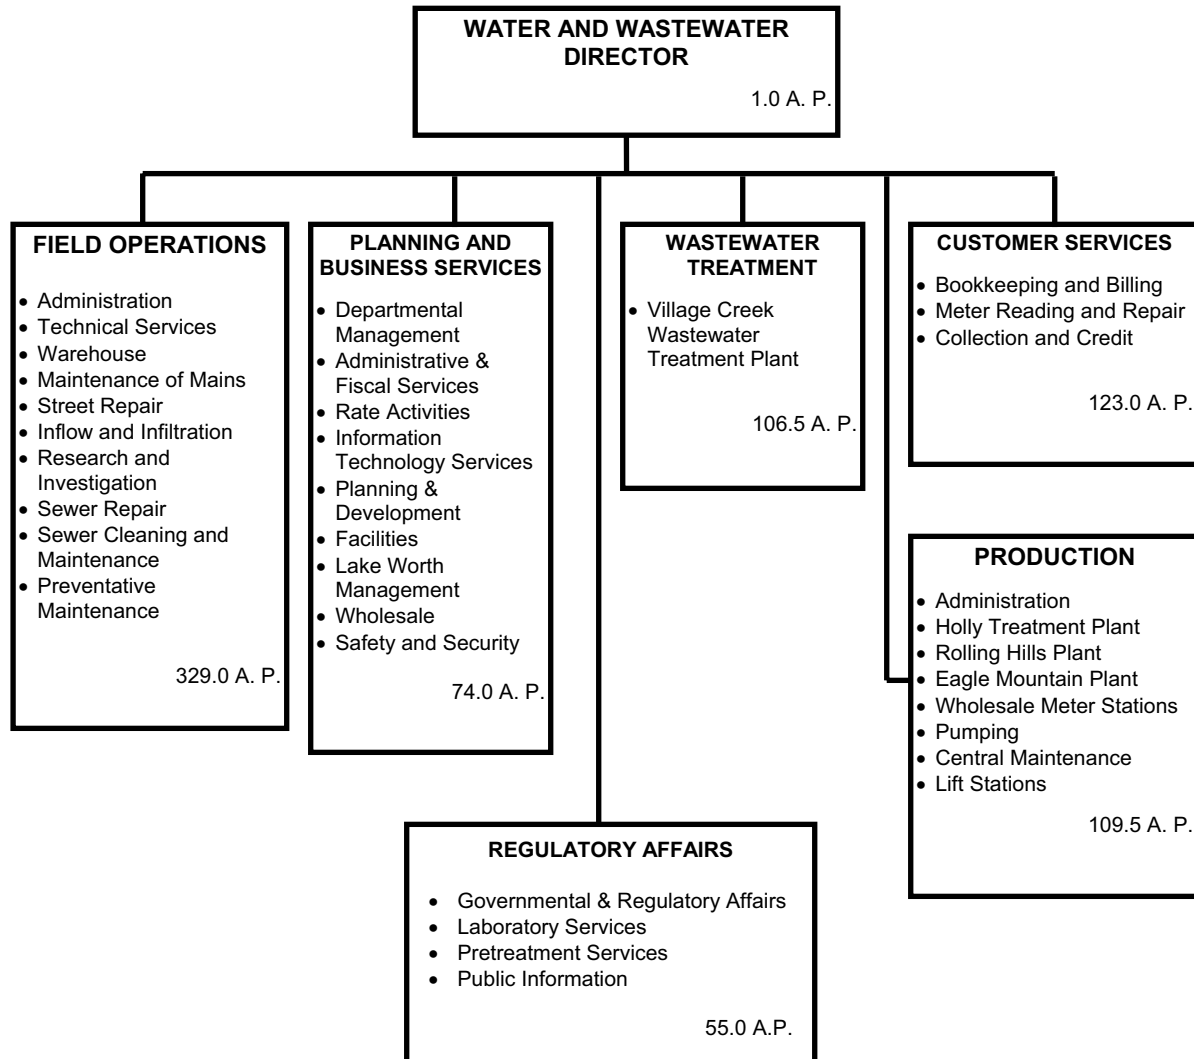 WATER AND WASTEWATER
DIRECTOR
1.0 A. P.
FIELD OPERATIONS
• Administration
• Technical Services
• Warehouse
• Maintenance of Mains
• Street Repair
• Inflow and Infiltration
• Research and
Investigation
• Sewer Repair
• Sewer Cleaning and
Maintenance
• Preventative
Maintenance
329.0 A. P.
PLANNING AND
BUSINESS SERVICES
• Departmental
Management
• Administrative &
Fiscal Services
• Rate Activities
• Information
Technology Services
• Planning &
Development
• Facilities
• Lake Worth
Management
• Wholesale
• Safety and Security
74.0 A. P.
WASTEWATER
TREATMENT
• Village Creek
Wastewater
Treatment Plant
106.5 A. P.
CUSTOMER SERVICES
• Bookkeeping and Billing
• Meter Reading and Repair
• Collection and Credit
123.0 A. P.
PRODUCTION
• Administration
• Holly Treatment Plant
• Rolling Hills Plant
• Eagle Mountain Plant
• Wholesale Meter Stations
• Pumping
• Central Maintenance
• Lift Stations
109.5 A. P.
REGULATORY AFFAIRS
• Governmental & Regulatory Affairs
• Laboratory Services
• Pretreatment Services
• Public Information
55.0 A.P.